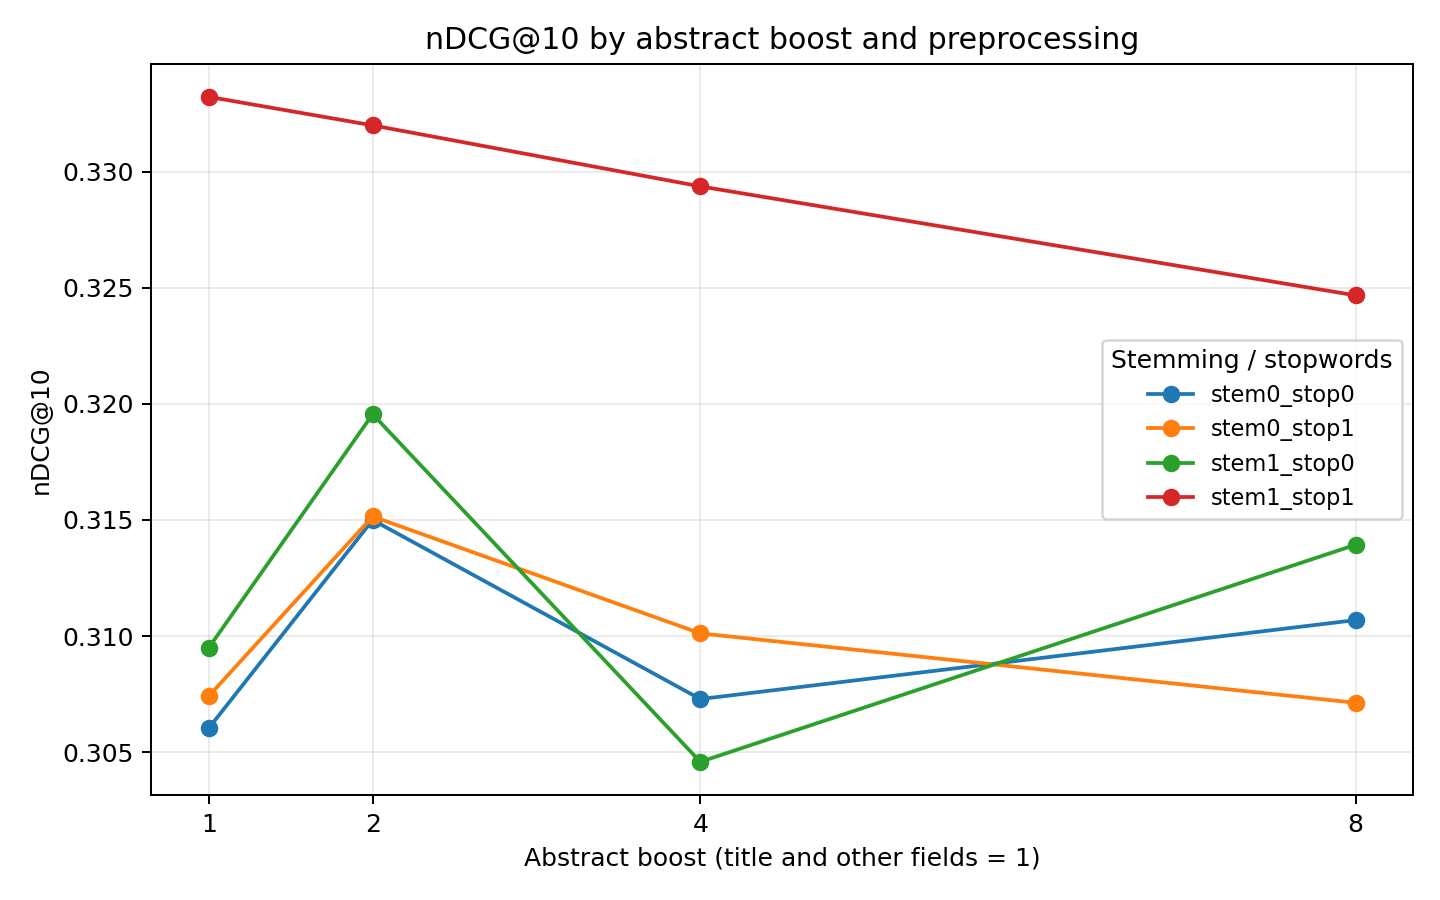 nDCG@10 by abstract boost and preprocessing
nDCG@10
0.330
0.325
0.320
0.315
0.310
0.305
Stemming / stopwords
stem0_stop0
stem0_stop1
stem1_stop0
stem1_stop1
1 2 4 8
Abstract boost (title and other fields = 1)